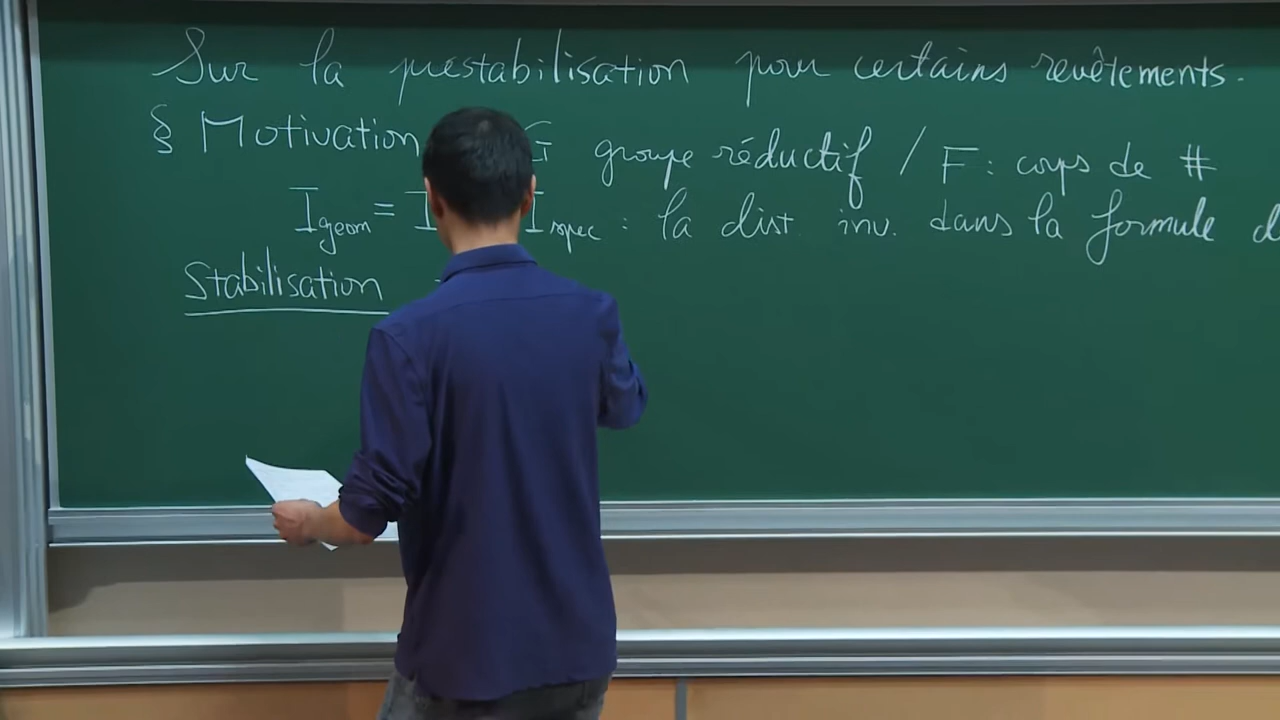 Sur la préstabilisation pour certains revêtements.
§ Motivation G groupe réductif / F : corps de #
I_geom = I I_spec : la dist. inv. dans la formule d
Stabilisation